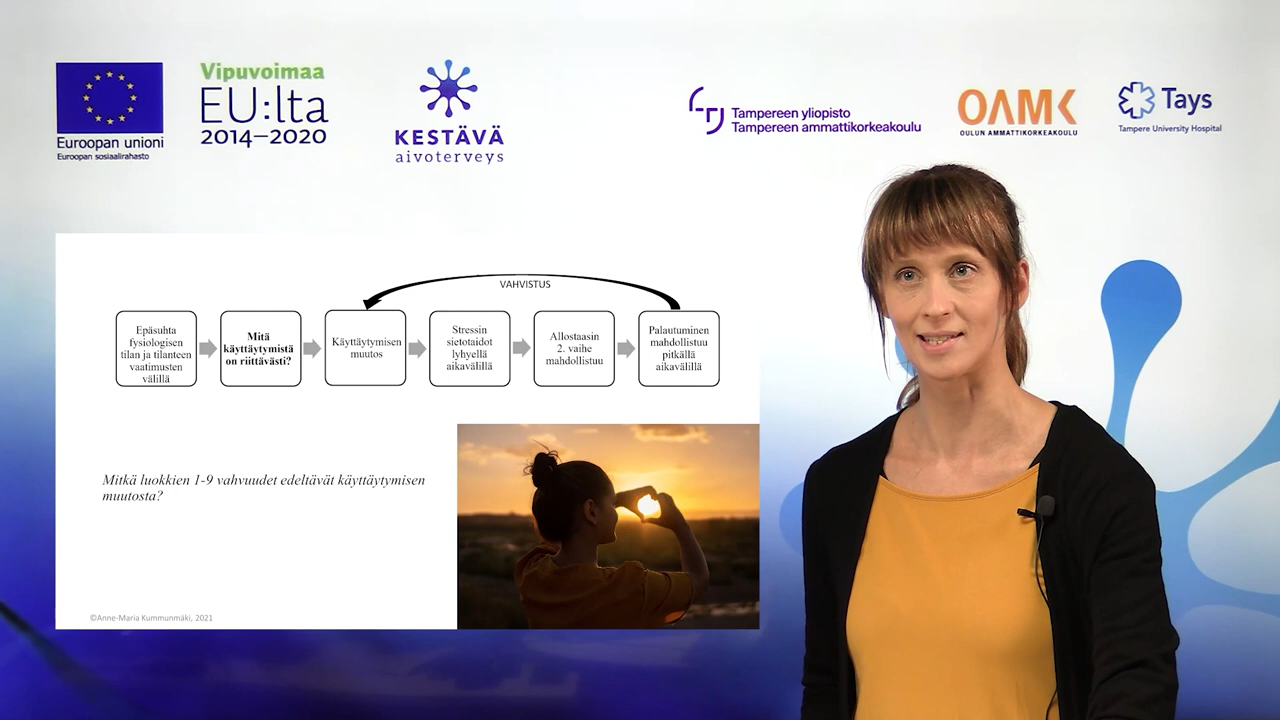 Euroopan unioni
Euroopan sosiaalirahasto
Vipuvoimaa
EU:lta
2014–2020
KESTÄVÄ
aivoterveys
Tampereen yliopisto
Tampereen ammattikorkeakoulu
OAMK
OULUN AMMATTIKORKEAKOULU
Tays
Tampere University Hospital
VAHVISTUS
Epäsuhta
fysiologisen
tilan ja tilanteen
vaatimusten
välillä
Mitä
käyttäytymistä
on riittävästi?
Käyttäytymisen
muutos
Stressin
sietotaidot
lyhyellä
aikavälillä
Allostaasin
2. vaihe
mahdollistuu
Palautuminen
mahdollistuu
pitkällä
aikavälillä
Mitkä luokkien 1-9 vahvuudet edeltävät käyttäytymisen
muutosta?
©Anne-Maria Kummunmäki, 2021